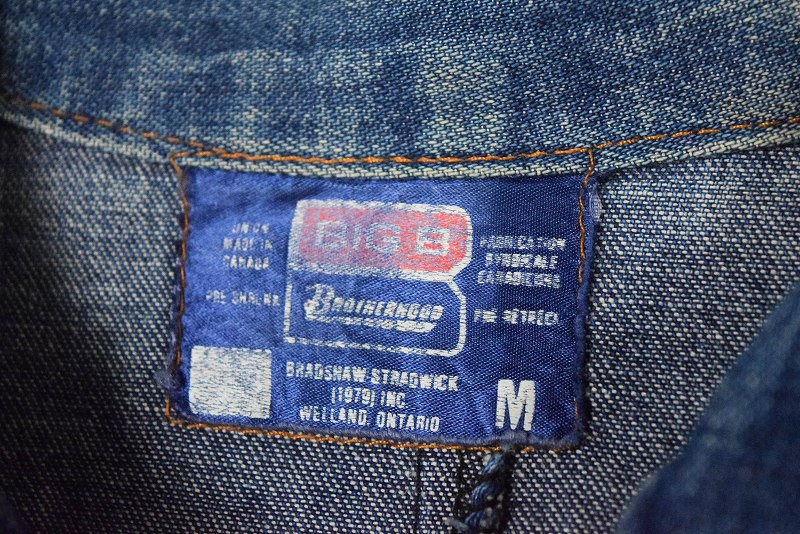 BIG B
UNION
MADE IN
CANADA
PRE SHRUNK
FABRICATION
SYNDICALE
CANADIENNE
PRE RETRECI
BROTHERHOOD
BRADSHAW STRADWICK
(1979) INC.
WELLAND, ONTARIO
M